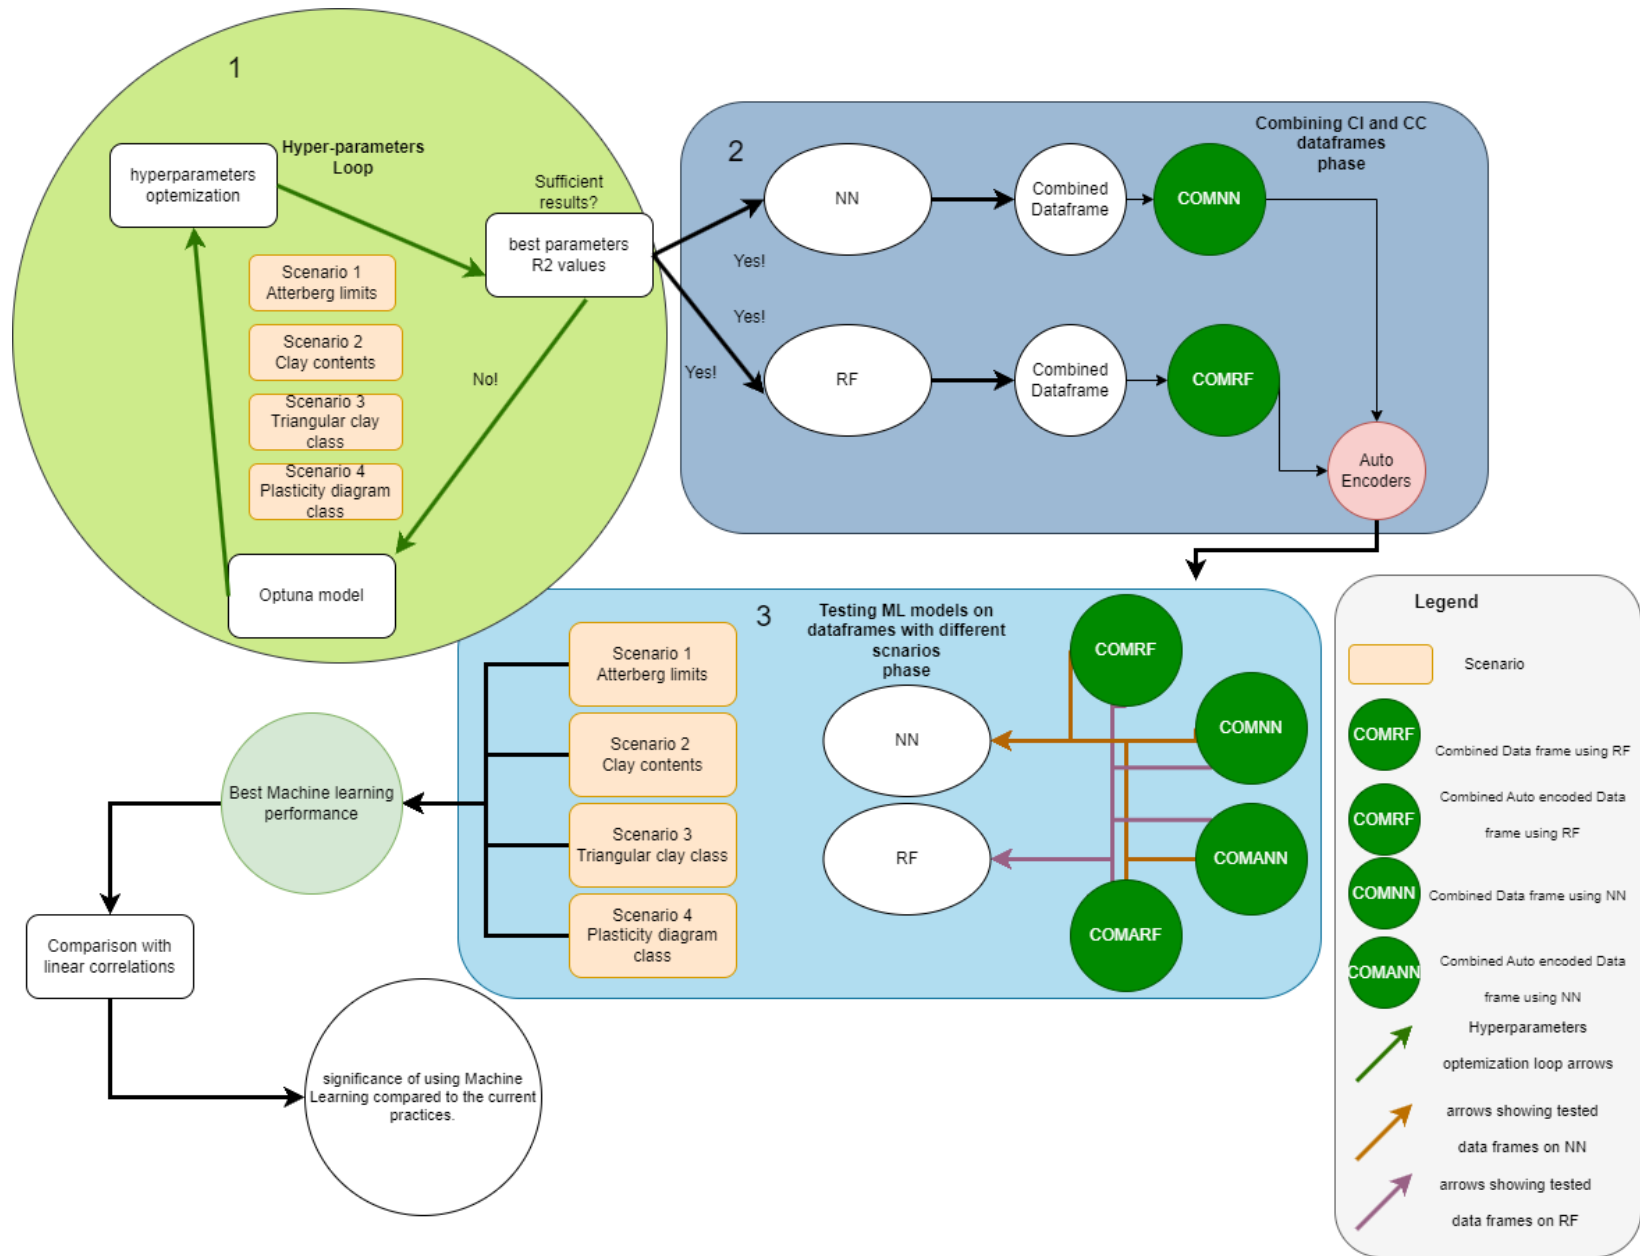 1
Hyper-parameters
Loop
hyperparameters
optemization
Sufficient
results?
best parameters
R2 values
Scenario 1
Atterberg limits
Scenario 2
Clay contents
Scenario 3
Triangular clay
class
Scenario 4
Plasticity diagram
class
No!
Optuna model
2
Combining CI and CC
dataframes
phase
NN
Combined
Dataframe
COMNN
Yes!
Yes!
Yes!
RF
Combined
Dataframe
COMRF
Auto
Encoders
3
Testing ML models on
dataframes with different
scnarios
phase
Scenario 1
Atterberg limits
Scenario 2
Clay contents
Scenario 3
Triangular clay class
Scenario 4
Plasticity diagram
class
NN
RF
COMRF
COMNN
COMANN
COMARF
Best Machine learning
performance
Comparison with
linear correlations
significance of using Machine
Learning compared to the current
practices.
Legend
Scenario
COMRF
Combined Data frame using RF
COMRF
Combined Auto encoded Data
frame using RF
COMNN
Combined Data frame using NN
COMANN
Combined Auto encoded Data
frame using NN
Hyperparameters
optemization loop arrows
arrows showing tested
data frames on NN
arrows showing tested
data frames on RF